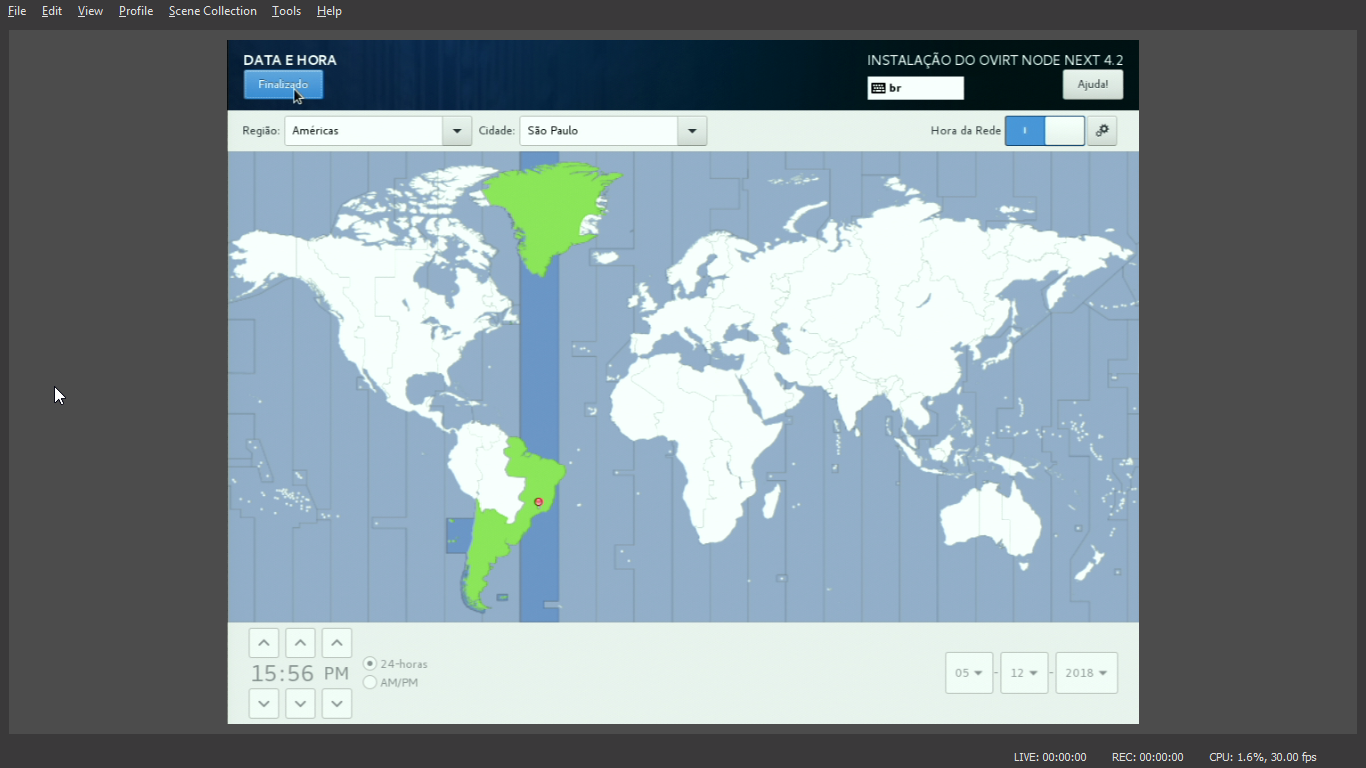 File Edit View Profile Scene Collection Tools Help
DATA E HORA
INSTALAÇÃO DO OVIRT NODE NEXT 4.2
Finalizado
br
Ajuda!
Região: Américas Cidade: São Paulo Hora da Rede
15:56 PM
24-horas
AM/PM
05 - 12 - 2018
LIVE: 00:00:00 REC: 00:00:00 CPU: 1.6%, 30.00 fps